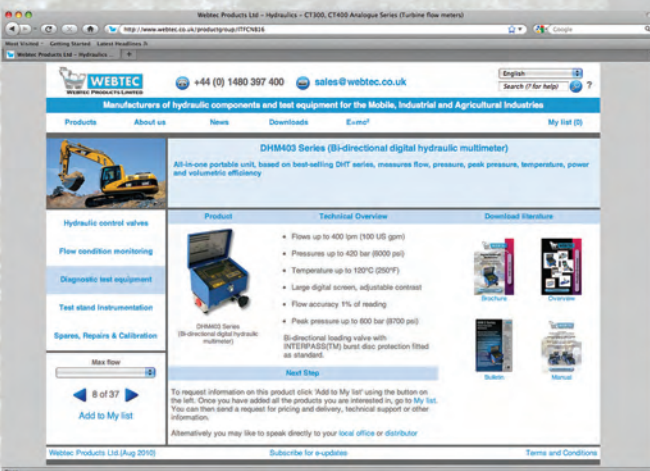 Webtec Products Ltd – Hydraulics – CT300, CT400 Analogue Series (Turbine flow meters)
http://www.webtec.co.uk/productgroup/ITFCN816
Google
Most Visited Getting Started Latest Headlines
Webtec Products Ltd – Hydraulics ...
WEBTEC
WEBTEC PRODUCTS LIMITED
+44 (0) 1480 397 400
sales@webtec.co.uk
English
Search (? for help)
?
Manufacturers of hydraulic components and test equipment for the Mobile, Industrial and Agricultural Industries
Products About us News Downloads E=mc² My list (0)
DHM403 Series (Bi-directional digital hydraulic multimeter)
All-in-one portable unit, based on best-selling DHT series, measures flow, pressure, peak pressure, temperature, power
and volumetric efficiency
Hydraulic control valves
Flow condition monitoring
Diagnostic test equipment
Test stand Instrumentation
Spares, Repairs & Calibration
Max flow
8 of 37
Add to My list
Product
DHM403 Series
(Bi-directional digital hydraulic
multimeter)
Technical Overview
• Flows up to 400 lpm (100 US gpm)
• Pressures up to 420 bar (6000 psi)
• Temperature up to 120°C (250°F)
• Large digital screen, adjustable contrast
• Flow accuracy 1% of reading
• Peak pressure up to 600 bar (8700 psi)
Bi-directional loading valve with
INTERPASS(TM) burst disc protection fitted
as standard.
Download literature
Brochure
Overview
Bulletin
Manual
Next Step
To request information on this product click 'Add to My list' using the button on
the left. Once you have added all the products you are interested in, go to My list.
You can then send a request for pricing and delivery, technical support or other
information.
Alternatively you may like to speak directly to your local office or distributor
Webtec Products Ltd.(Aug 2010)
Subscribe for e-updates
Terms and Conditions